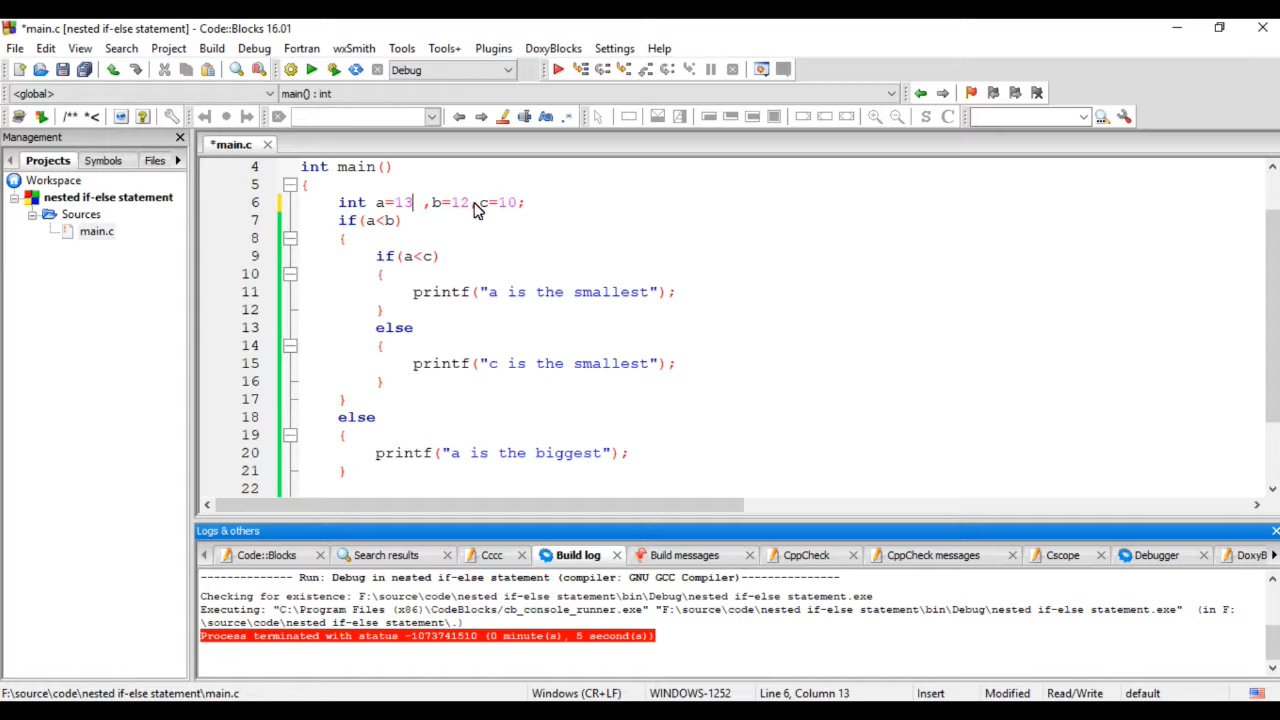 *main.c [nested if-else statement] - Code::Blocks 16.01
File Edit View Search Project Build Debug Fortran wxSmith Tools Tools+ Plugins DoxyBlocks Settings Help
Debug
<global> main() : int
/** *<
S C
Management
*main.c
Projects Symbols Files
Workspace
nested if-else statement
Sources
main.c
4 int main()
5 {
6 int a=13 ,b=12,c=10;
7 if(a<b)
8 {
9 if(a<c)
10 {
11 printf("a is the smallest");
12 }
13 else
14 {
15 printf("c is the smallest");
16 }
17 }
18 else
19 {
20 printf("a is the biggest");
21 }
22
Logs & others
Code::Blocks Search results Cccc Build log Build messages CppCheck CppCheck messages Cscope Debugger DoxyB
-------------- Run: Debug in nested if-else statement (compiler: GNU GCC Compiler)---------------
Checking for existence: F:\source\code\nested if-else statement\bin\Debug\nested if-else statement.exe
Executing: "C:\Program Files (x86)\CodeBlocks/cb_console_runner.exe" "F:\source\code\nested if-else statement\bin\Debug\nested if-else statement.exe" (in F:
\source\code\nested if-else statement\.)
Process terminated with status -1073741510 (0 minute(s), 5 second(s))
F:\source\code\nested if-else statement\main.c Windows (CR+LF) WINDOWS-1252 Line 6, Column 13 Insert Modified Read/Write default